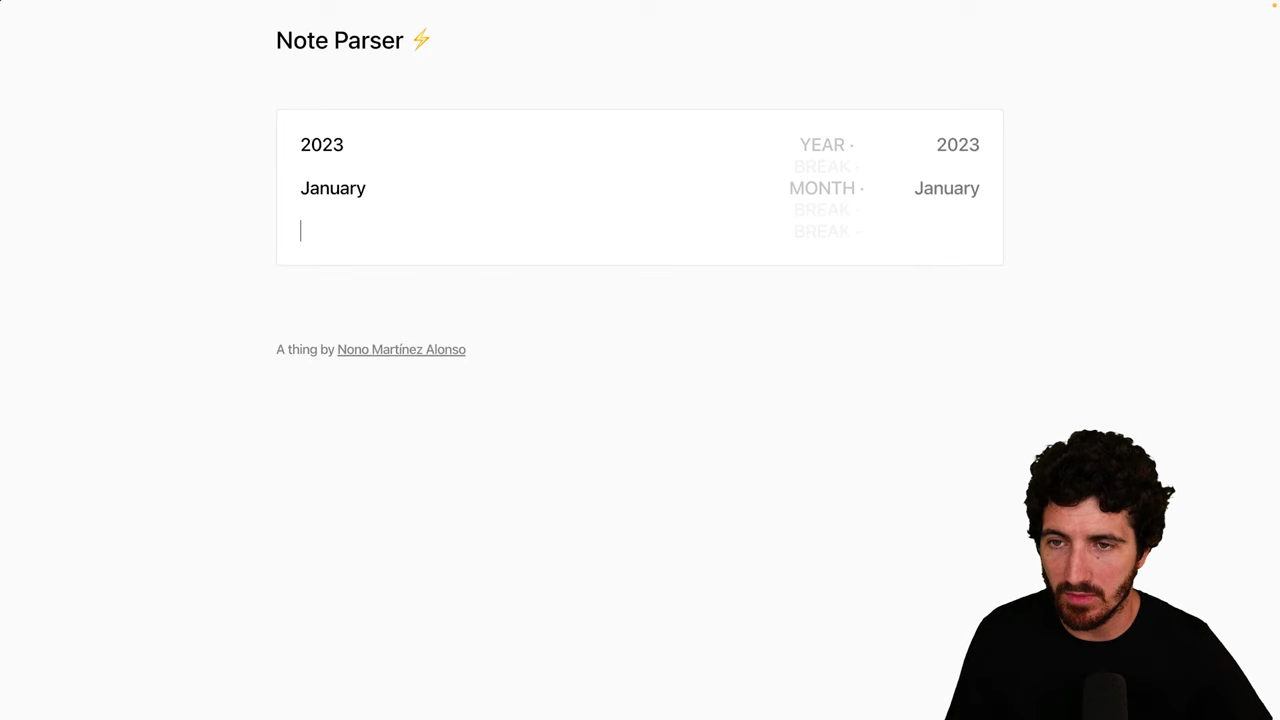 Note Parser ⚡
2023 YEAR · 2023
BREAK ·
January MONTH · January
BREAK ·
BREAK ·
A thing by Nono Martínez Alonso